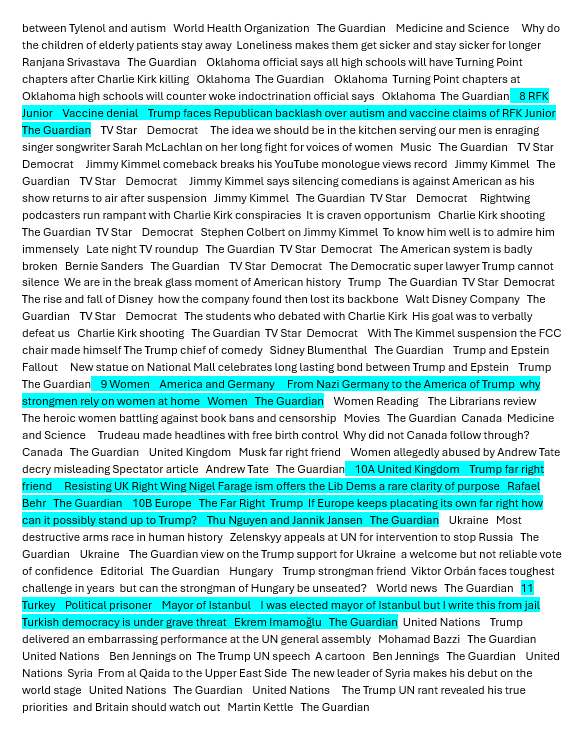 between Tylenol and autism World Health Organization The Guardian Medicine and Science Why do
the children of elderly patients stay away Loneliness makes them get sicker and stay sicker for longer
Ranjana Srivastava The Guardian Oklahoma official says all high schools will have Turning Point
chapters after Charlie Kirk killing Oklahoma The Guardian Oklahoma Turning Point chapters at
Oklahoma high schools will counter woke indoctrination official says Oklahoma The Guardian 8 RFK
Junior Vaccine denial Trump faces Republican backlash over autism and vaccine claims of RFK Junior
The Guardian TV Star Democrat The idea we should be in the kitchen serving our men is enraging
singer songwriter Sarah McLachlan on her long fight for voices of women Music The Guardian TV Star
Democrat Jimmy Kimmel comeback breaks his YouTube monologue views record Jimmy Kimmel The
Guardian TV Star Democrat Jimmy Kimmel says silencing comedians is against American as his
show returns to air after suspension Jimmy Kimmel The Guardian TV Star Democrat Rightwing
podcasters run rampant with Charlie Kirk conspiracies It is craven opportunism Charlie Kirk shooting
The Guardian TV Star Democrat Stephen Colbert on Jimmy Kimmel To know him well is to admire him
immensely Late night TV roundup The Guardian TV Star Democrat The American system is badly
broken Bernie Sanders The Guardian TV Star Democrat The Democratic super lawyer Trump cannot
silence We are in the break glass moment of American history Trump The Guardian TV Star Democrat
The rise and fall of Disney how the company found then lost its backbone Walt Disney Company The
Guardian TV Star Democrat The students who debated with Charlie Kirk His goal was to verbally
defeat us Charlie Kirk shooting The Guardian TV Star Democrat With The Kimmel suspension the FCC
chair made himself The Trump chief of comedy Sidney Blumenthal The Guardian Trump and Epstein
Fallout New statue on National Mall celebrates long lasting bond between Trump and Epstein Trump
The Guardian 9 Women America and Germany From Nazi Germany to the America of Trump why
strongmen rely on women at home Women The Guardian Women Reading The Librarians review
The heroic women battling against book bans and censorship Movies The Guardian Canada Medicine
and Science Trudeau made headlines with free birth control Why did not Canada follow through?
Canada The Guardian United Kingdom Musk far right friend Women allegedly abused by Andrew Tate
decry misleading Spectator article Andrew Tate The Guardian 10A United Kingdom Trump far right
friend Resisting UK Right Wing Nigel Farage ism offers the Lib Dems a rare clarity of purpose Rafael
Behr The Guardian 10B Europe The Far Right Trump If Europe keeps placating its own far right how
can it possibly stand up to Trump? Thu Nguyen and Jannik Jansen The Guardian Ukraine Most
destructive arms race in human history Zelenskyy appeals at UN for intervention to stop Russia The
Guardian Ukraine The Guardian view on the Trump support for Ukraine a welcome but not reliable vote
of confidence Editorial The Guardian Hungary Trump strongman friend Viktor Orbán faces toughest
challenge in years but can the strongman of Hungary be unseated? World news The Guardian 11
Turkey Political prisoner Mayor of Istanbul I was elected mayor of Istanbul but I write this from jail
Turkish democracy is under grave threat Ekrem Imamoğlu The Guardian United Nations Trump
delivered an embarrassing performance at the UN general assembly Mohamad Bazzi The Guardian
United Nations Ben Jennings on The Trump UN speech A cartoon Ben Jennings The Guardian United
Nations Syria From al Qaida to the Upper East Side The new leader of Syria makes his debut on the
world stage United Nations The Guardian United Nations The Trump UN rant revealed his true
priorities and Britain should watch out Martin Kettle The Guardian